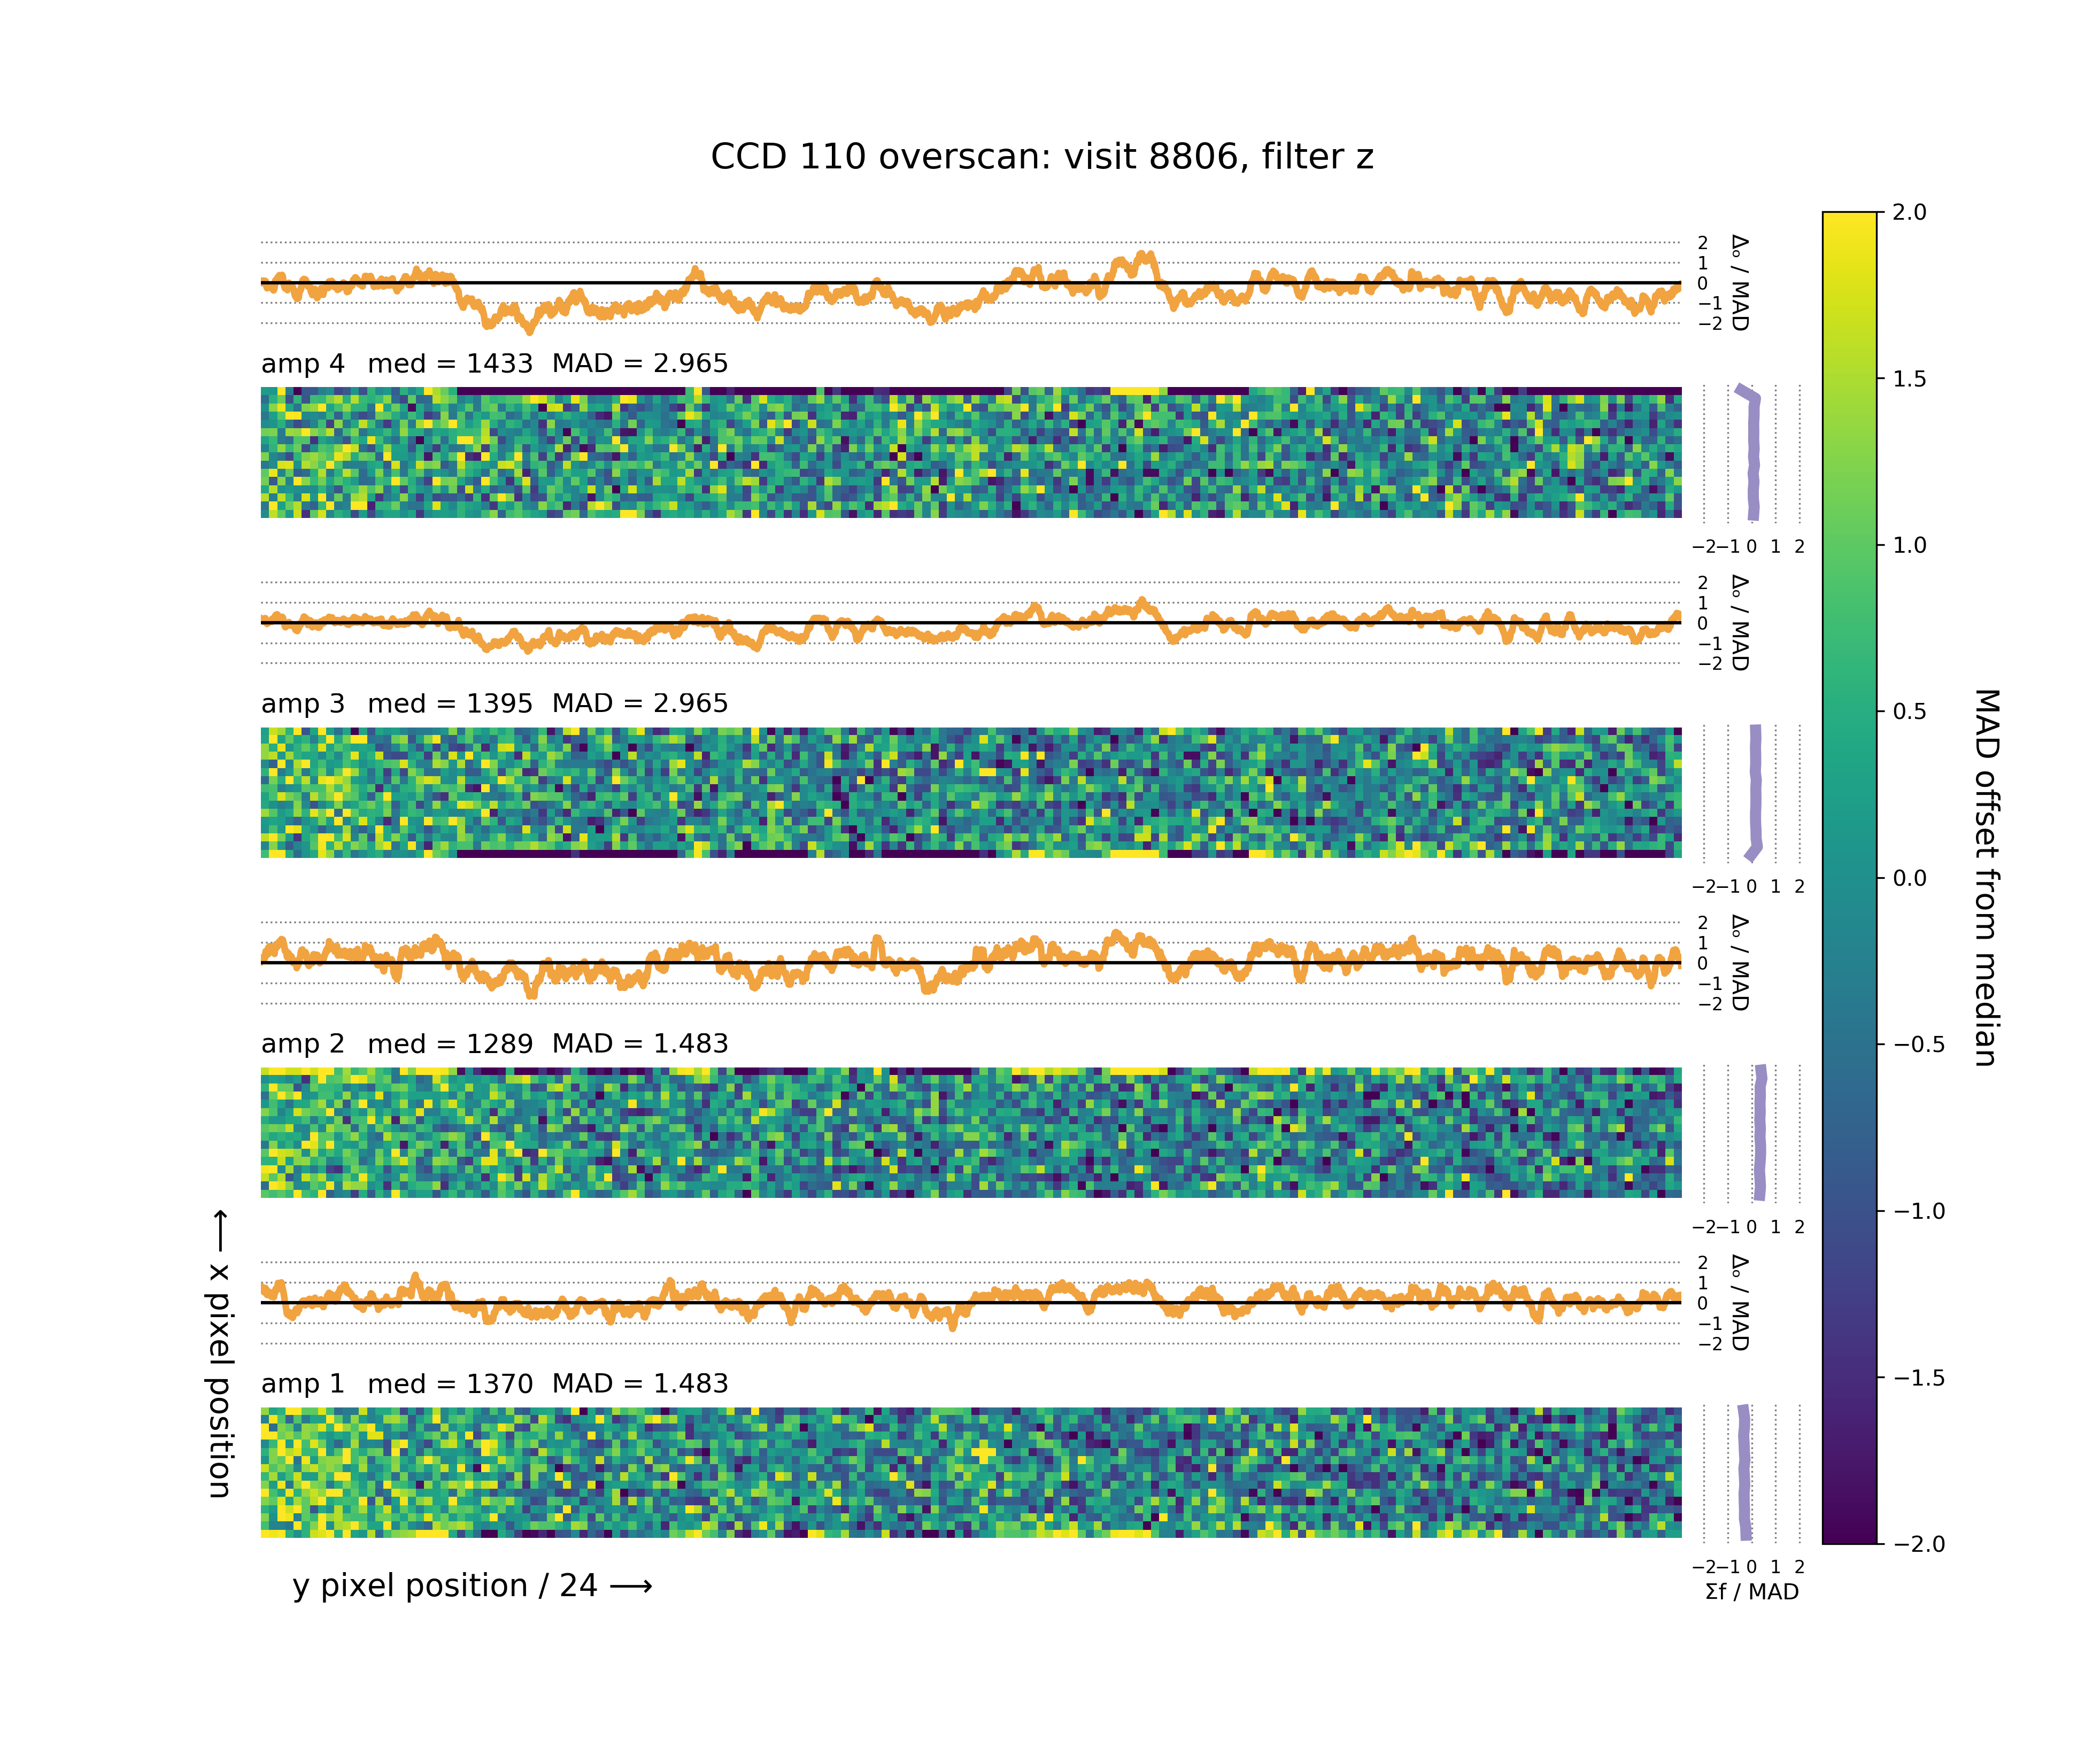 CCD 110 overscan: visit 8806, filter z
2
1
0
−1
−2
Δₒ / MAD
amp 4 med = 1433 MAD = 2.965
−2 −1 0 1 2
2
1
0
−1
−2
Δₒ / MAD
amp 3 med = 1395 MAD = 2.965
−2 −1 0 1 2
2
1
0
−1
−2
Δₒ / MAD
amp 2 med = 1289 MAD = 1.483
−2 −1 0 1 2
2
1
0
−1
−2
Δₒ / MAD
amp 1 med = 1370 MAD = 1.483
−2 −1 0 1 2
Σf / MAD
x pixel position ⟶
y pixel position / 24 ⟶
2.0
1.5
1.0
0.5
0.0
−0.5
−1.0
−1.5
−2.0
MAD offset from median